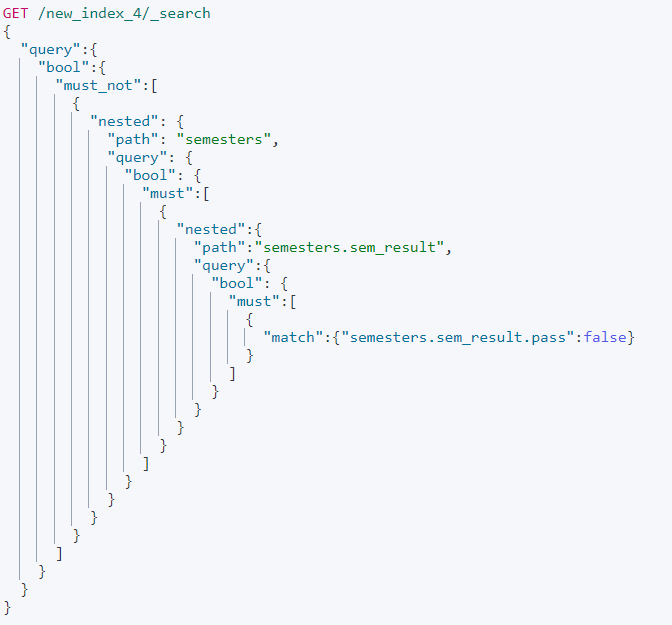 GET /new_index_4/_search
{
  "query":{
    "bool":{
      "must_not":[
        {
          "nested": {
            "path": "semesters",
            "query": {
              "bool": {
                "must":[
                  {
                    "nested":{
                      "path":"semesters.sem_result",
                      "query":{
                        "bool": {
                          "must":[
                            {
                              "match":{"semesters.sem_result.pass":false}
                            }
                          ]
                        }
                      }
                    }
                  }
                ]
              }
            }
          }
        }
      ]
    }
  }
}